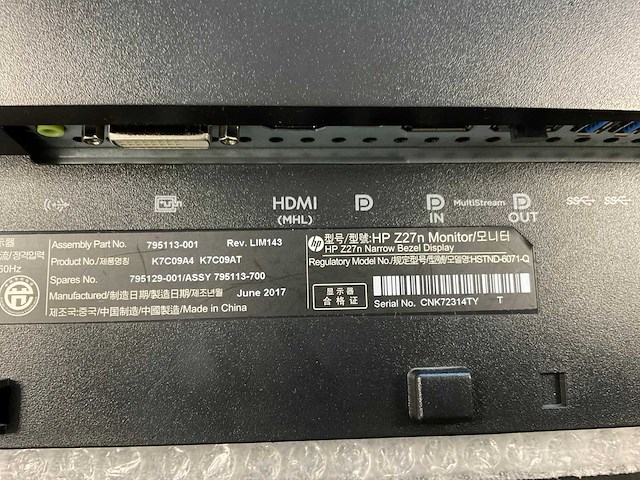 HDMI
(MHL)
IN
MultiStream
OUT
示器
Assembly Part No. 795113-001 Rev. LIM143
Product No./제품명칭 K7C09A4 K7C09AT
60Hz
Spares No. 795129-001/ASSY 795113-700
Manufactured/制造日期/製造日期/제조년월 June 2017
제조국:중국/中国制造/中國製造/Made in China
hp
型号/型號:HP Z27n Monitor/모니터
HP Z27n Narrow Bezel Display
Regulatory Model No./规定型号/型號/모델명:HSTND-6071-Q
显示器
合格证
Serial No. CNK72314TY T